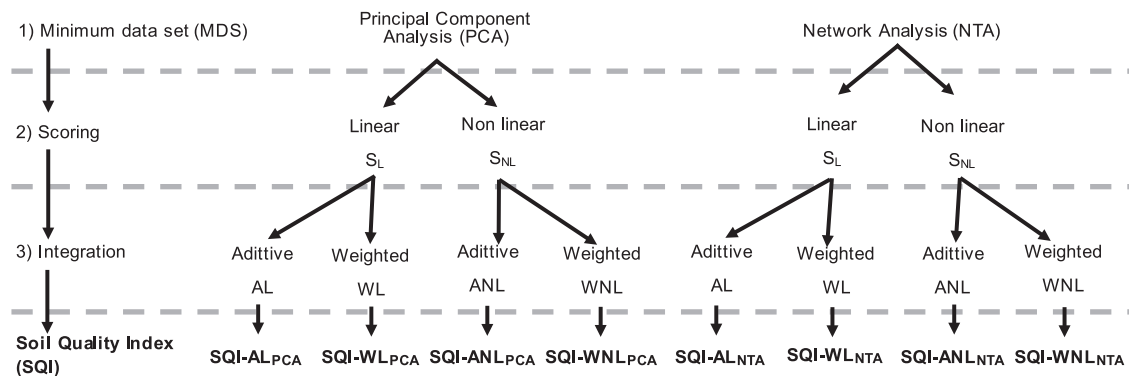 1) Minimum data set (MDS)
Principal Component
Analysis (PCA)
Network Analysis (NTA)
2) Scoring
Linear
Non linear
Linear
Non linear
SL
SNL
SL
SNL
3) Integration
Adittive
Weighted
Adittive
Weighted
Adittive
Weighted
Adittive
Weighted
AL
WL
ANL
WNL
AL
WL
ANL
WNL
Soil Quality Index
(SQI)
SQI-ALPCA
SQI-WLPCA
SQI-ANLPCA
SQI-WNLPCA
SQI-ALNTA
SQI-WLNTA
SQI-ANLNTA
SQI-WNLNTA